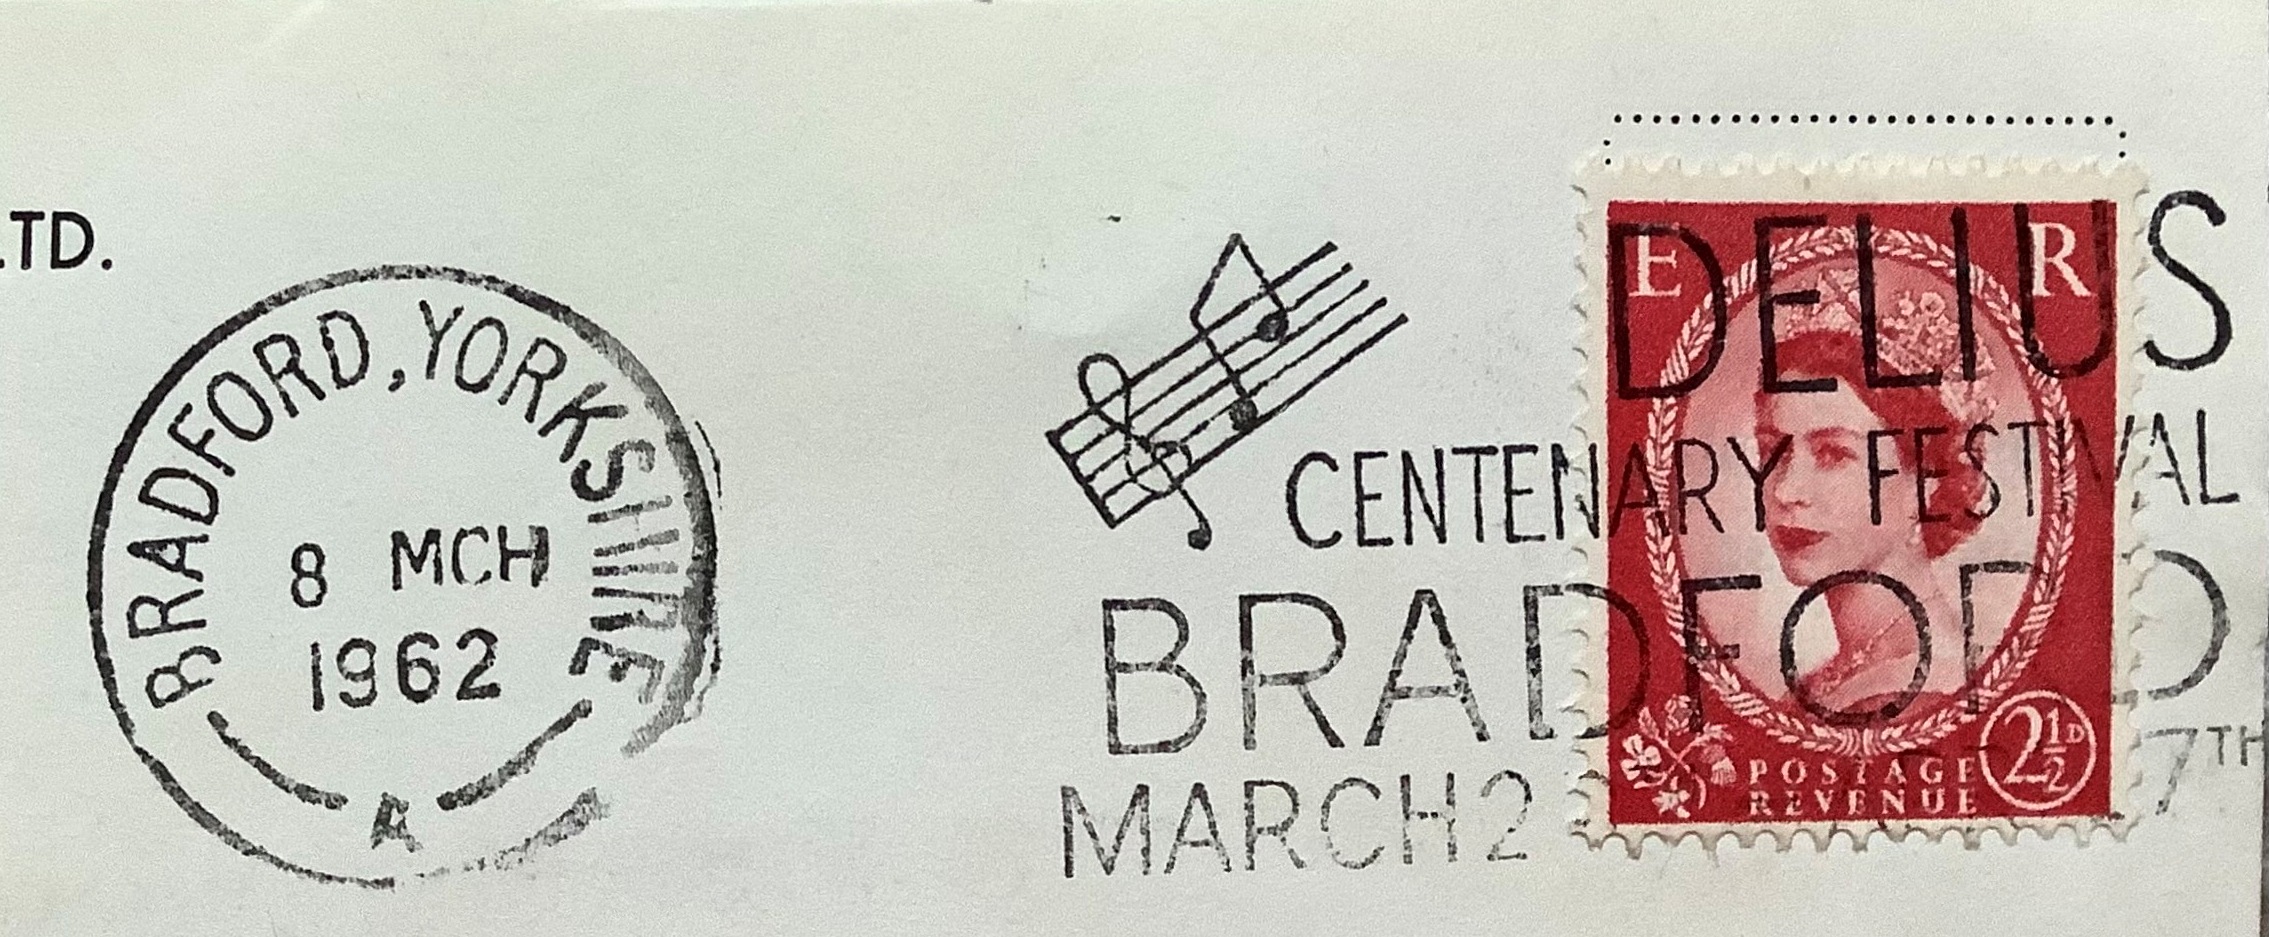 LTD.
BRADFORD, YORKSHIRE
8 MCH
1962
A
DELIUS
CENTENARY FESTIVAL
BRADFORD
MARCH 2 7TH
E R
POSTAGE
REVENUE
2½D